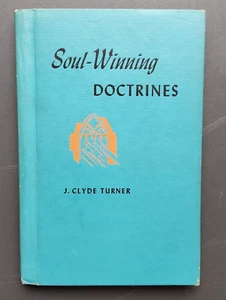 Soul-Winning
DOCTRINES
J. CLYDE TURNER